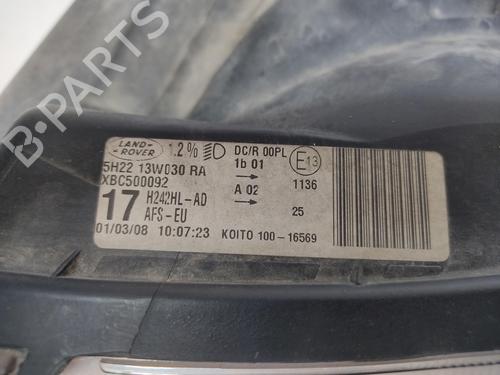 LAND-
ROVER
1.2%
DC/R 00PL
5H22 13W030 RA
1b 01
E13
XBC500092
A 02
1136
17
H242HL-AD
AFS-EU
25
01/03/08 10:07:23
KOITO 100-16569
B-PARTS